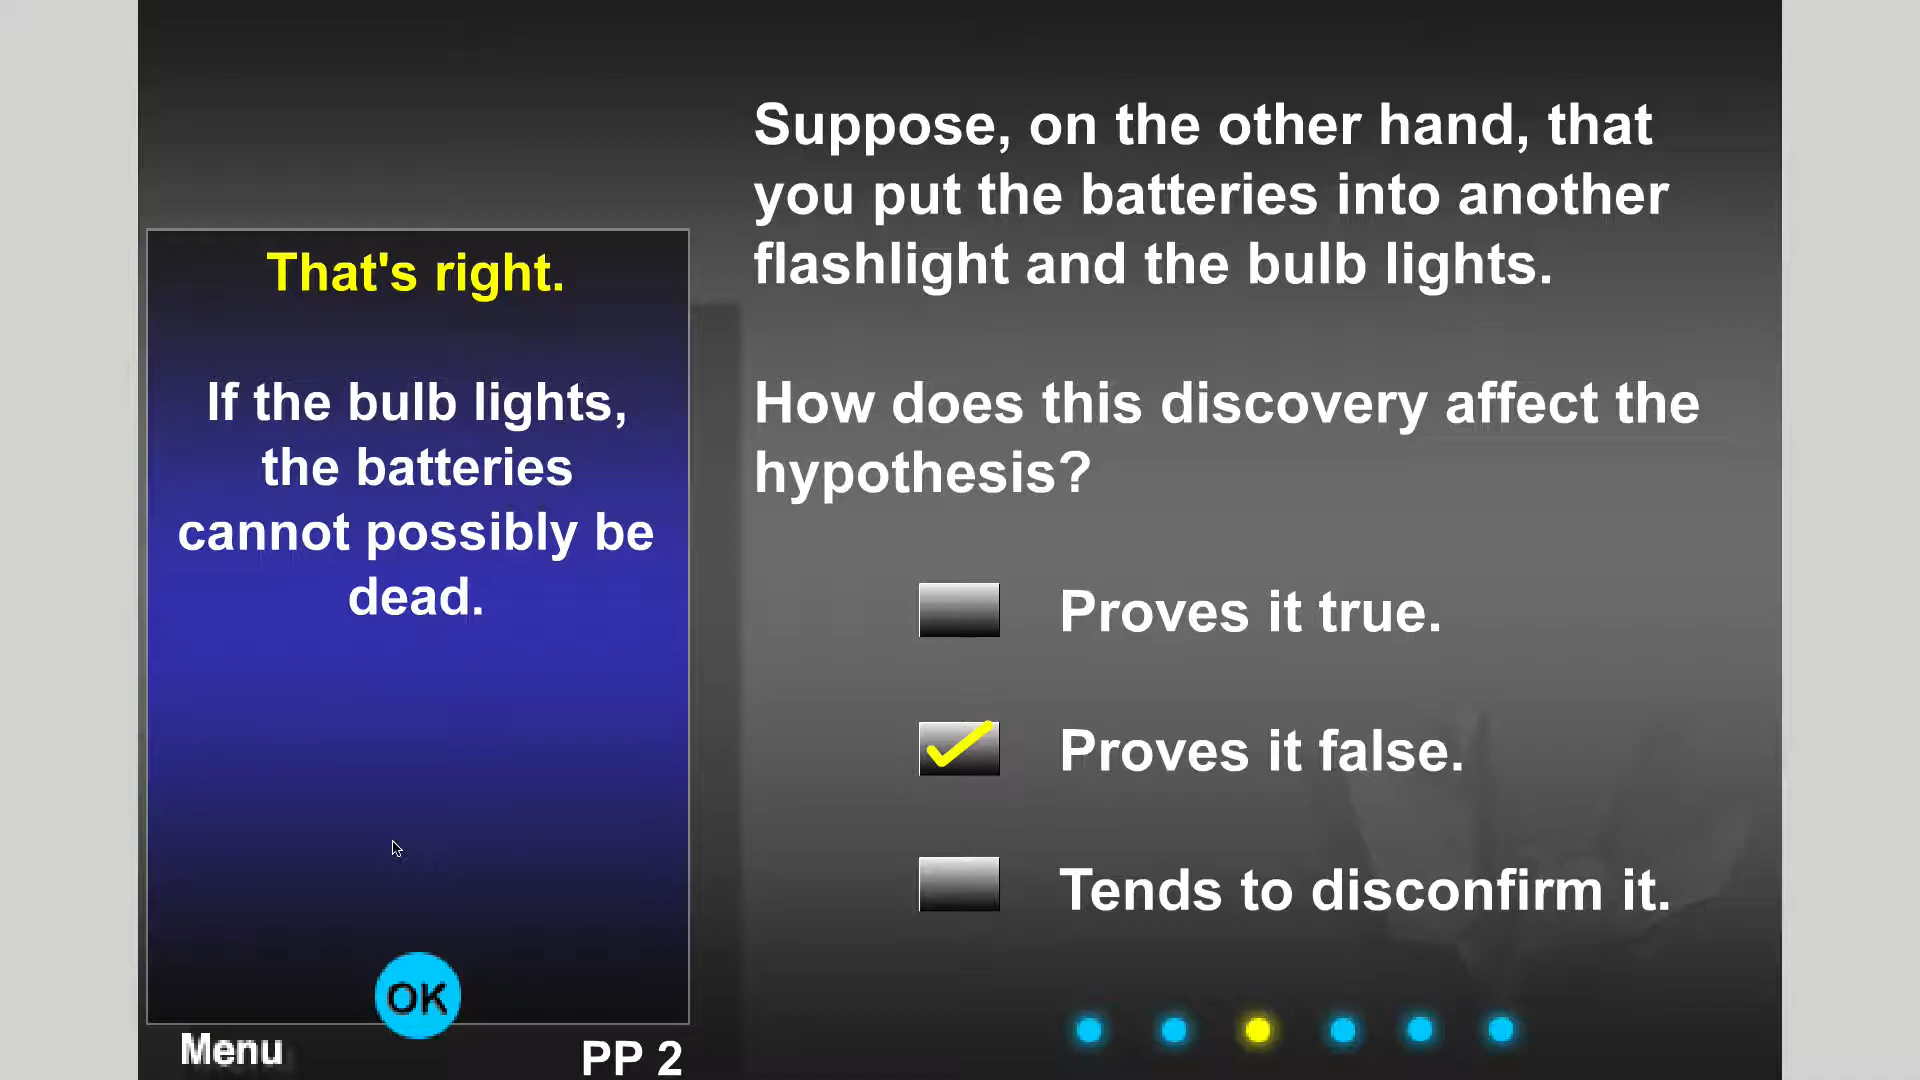 That's right.
If the bulb lights,
the batteries
cannot possibly be
dead.
OK
Menu
PP 2
Suppose, on the other hand, that
you put the batteries into another
flashlight and the bulb lights.
How does this discovery affect the
hypothesis?
Proves it true.
Proves it false.
Tends to disconfirm it.